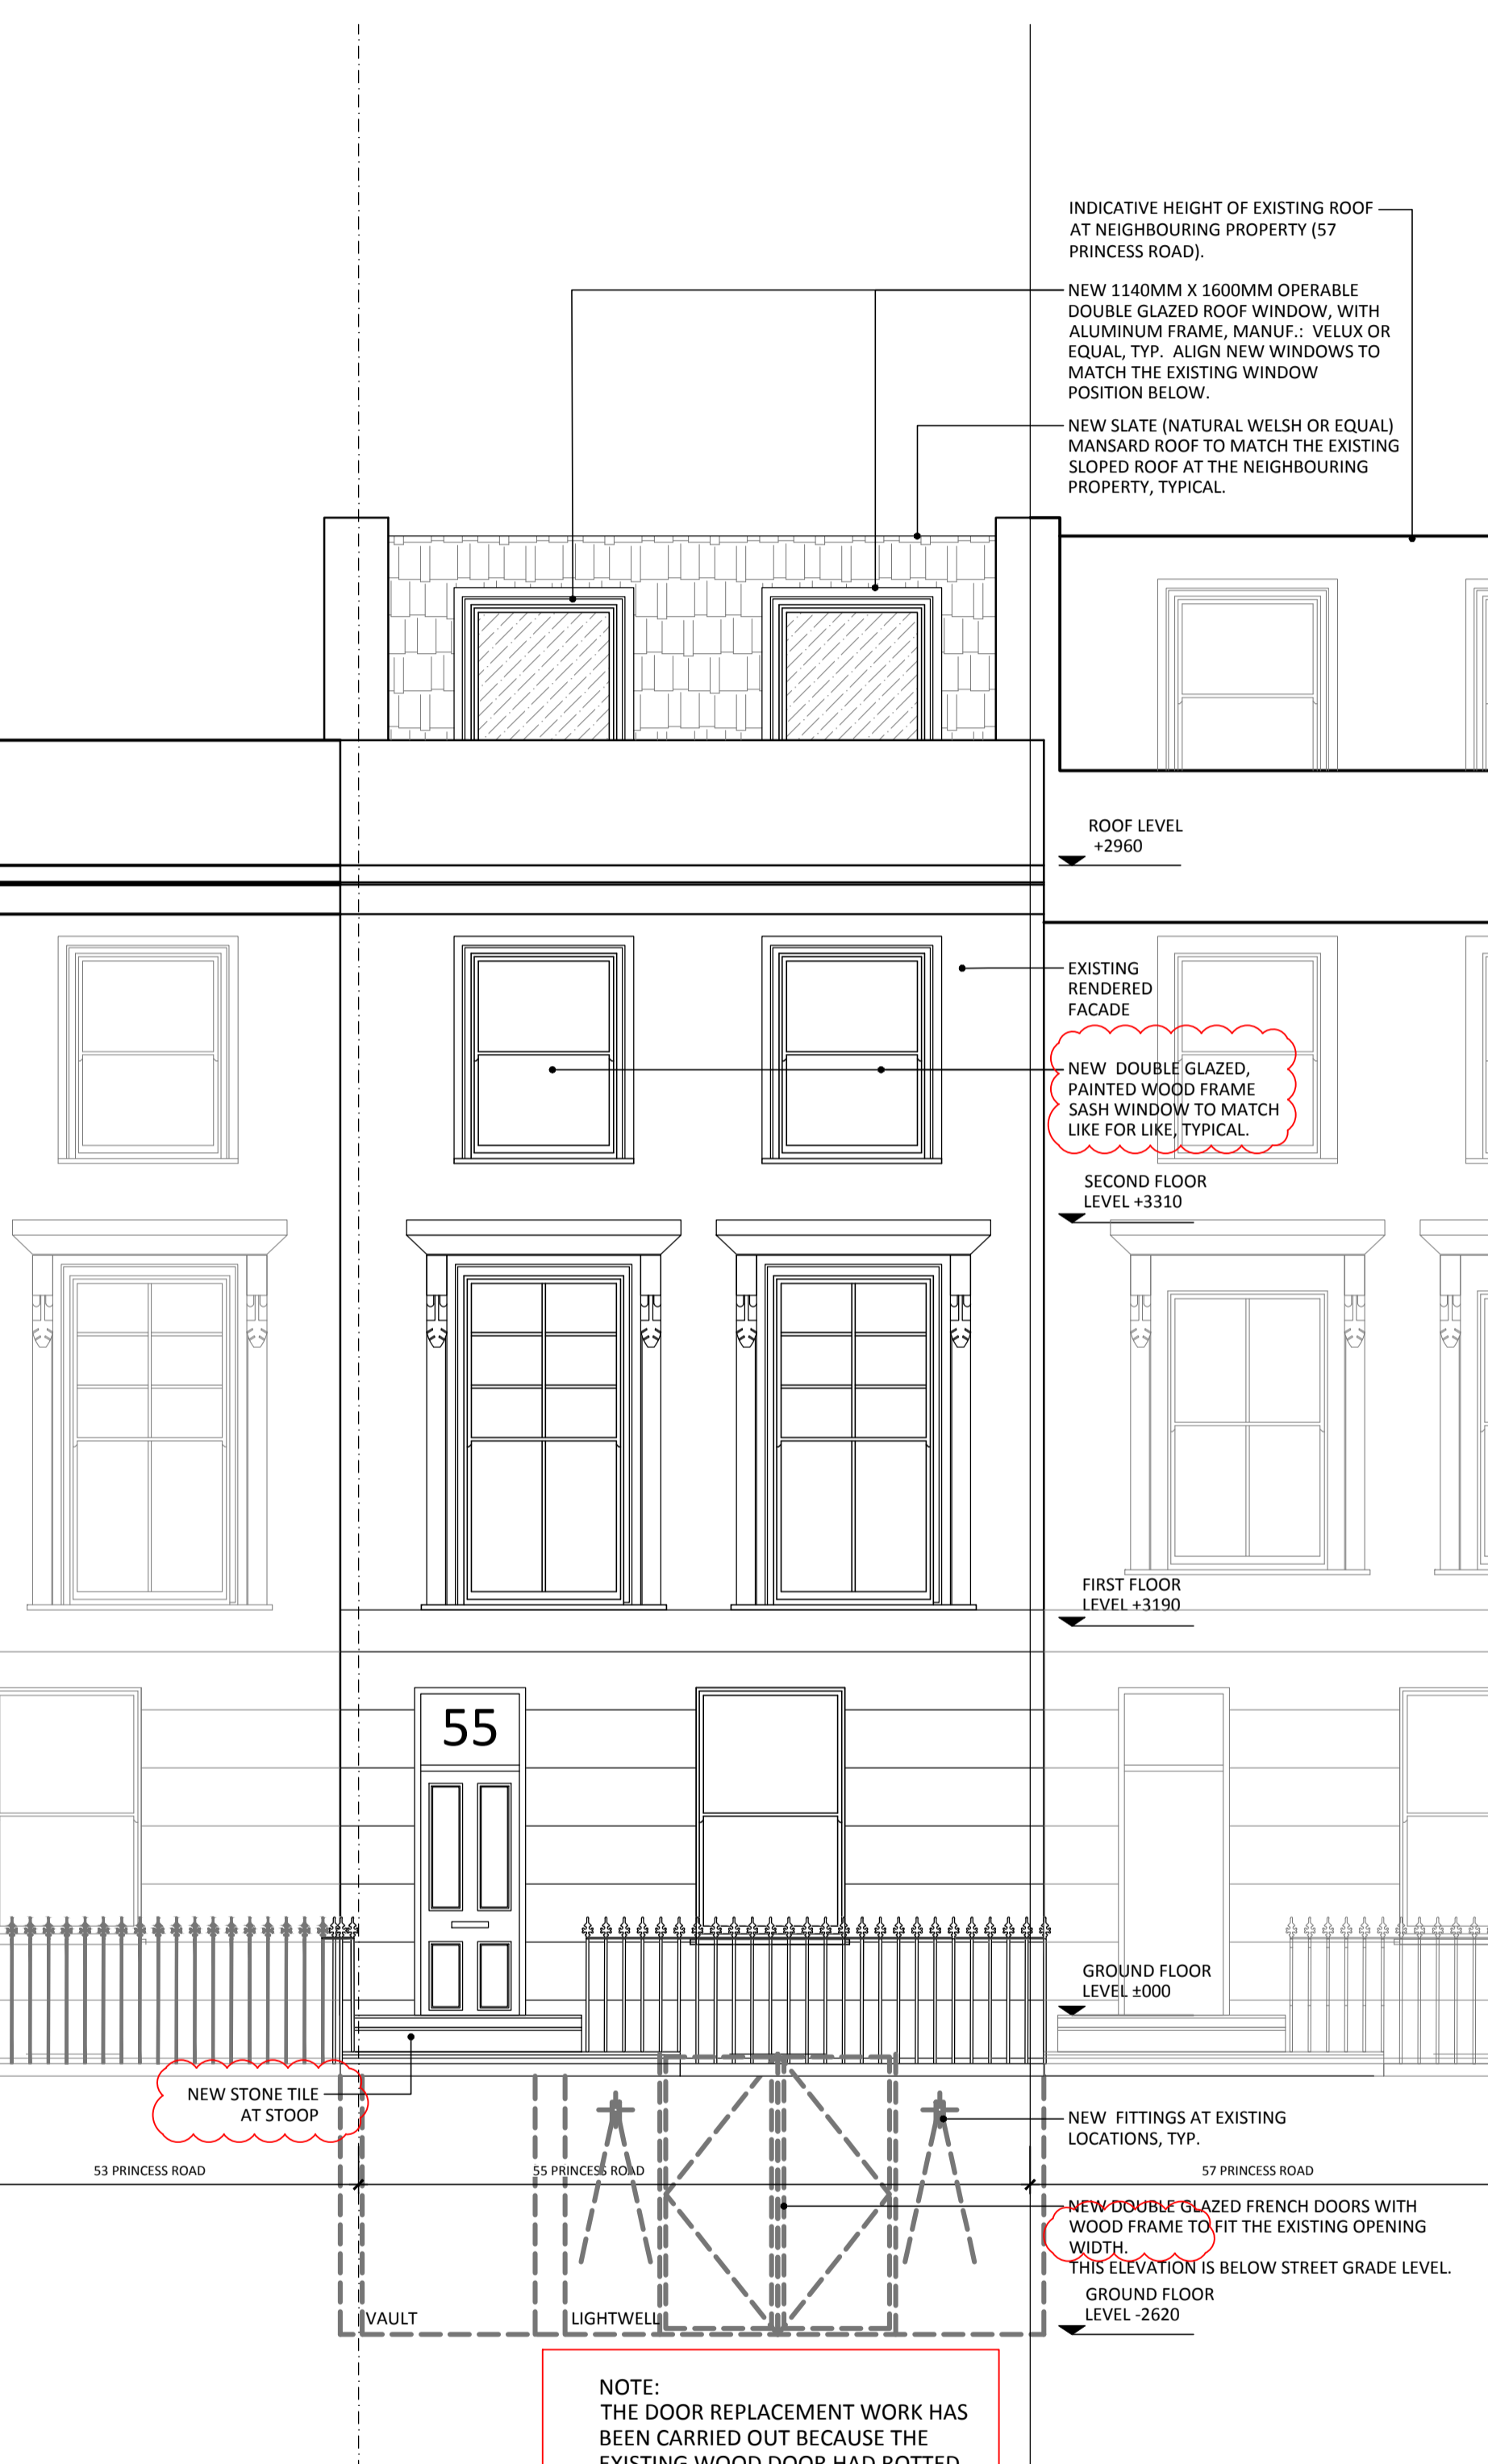 INDICATIVE HEIGHT OF EXISTING ROOF
AT NEIGHBOURING PROPERTY (57
PRINCESS ROAD).
NEW 1140MM X 1600MM OPERABLE
DOUBLE GLAZED ROOF WINDOW, WITH
ALUMINUM FRAME, MANUF.: VELUX OR
EQUAL, TYP. ALIGN NEW WINDOWS TO
MATCH THE EXISTING WINDOW
POSITION BELOW.
NEW SLATE (NATURAL WELSH OR EQUAL)
MANSARD ROOF TO MATCH THE EXISTING
SLOPED ROOF AT THE NEIGHBOURING
PROPERTY, TYPICAL.
ROOF LEVEL
+2960
EXISTING
RENDERED
FACADE
NEW DOUBLE GLAZED,
PAINTED WOOD FRAME
SASH WINDOW TO MATCH
LIKE FOR LIKE, TYPICAL.
SECOND FLOOR
LEVEL +3310
FIRST FLOOR
LEVEL +3190
55
GROUND FLOOR
LEVEL ±000
NEW STONE TILE
AT STOOP
NEW FITTINGS AT EXISTING
LOCATIONS, TYP.
53 PRINCESS ROAD
55 PRINCESS ROAD
57 PRINCESS ROAD
NEW DOUBLE GLAZED FRENCH DOORS WITH
WOOD FRAME TO FIT THE EXISTING OPENING
WIDTH.
THIS ELEVATION IS BELOW STREET GRADE LEVEL.
GROUND FLOOR
LEVEL -2620
VAULT
LIGHTWELL
NOTE:
THE DOOR REPLACEMENT WORK HAS
BEEN CARRIED OUT BECAUSE THE
EXISTING WOOD DOOR HAD ROTTED